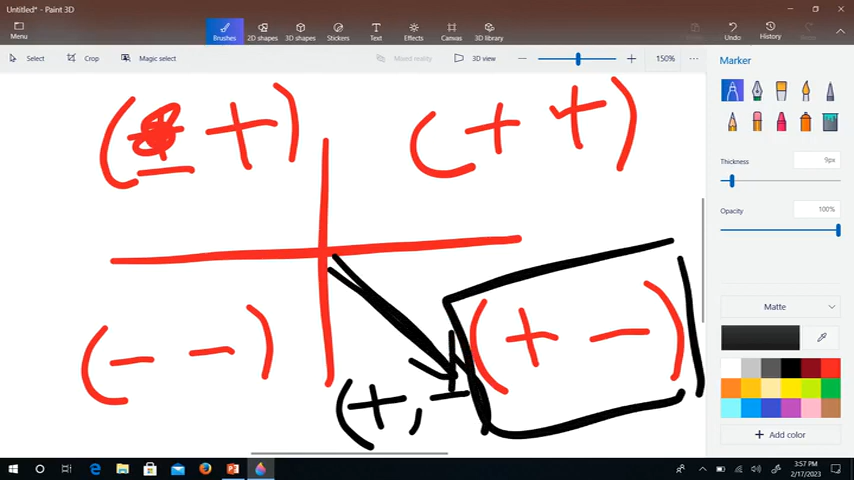 Untitled* - Paint 3D
Menu
Brushes 2D shapes 3D shapes Stickers Text Effects Canvas 3D library Paste Undo History Redo
Select Crop Magic select Mixed reality 3D view 150%
Marker
Thickness 9px
Opacity 100%
Matte
Add color
( - +)
(+ +)
(- -)
(+ -)
(+, -
3:57 PM
2/17/2023